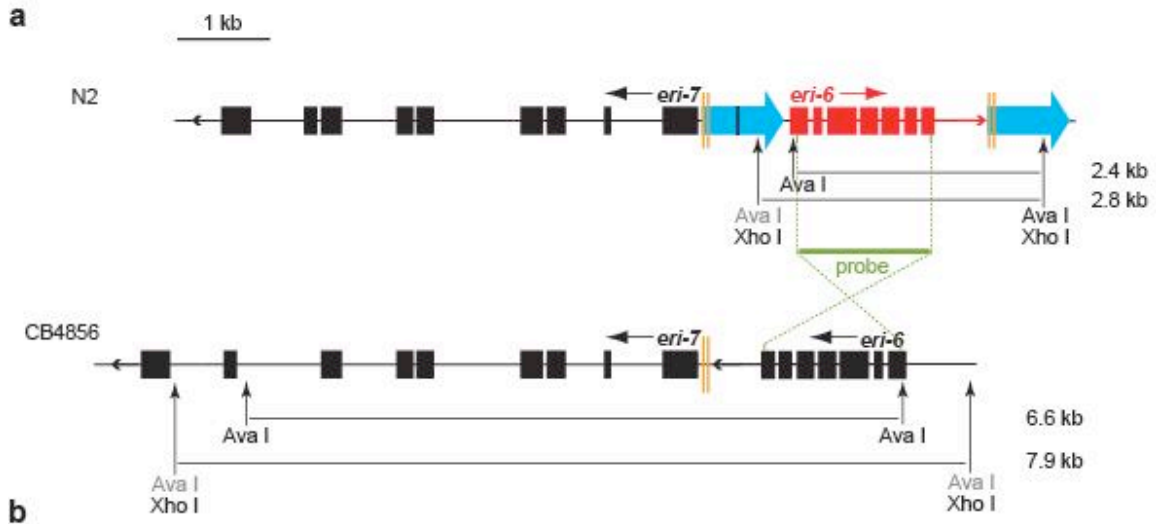 a
1 kb
N2
eri-7
eri-6
Ava I
2.4 kb
2.8 kb
Ava I
Xho I
Ava I
Xho I
probe
CB4856
eri-7
eri-6
Ava I
Ava I
6.6 kb
7.9 kb
Ava I
Xho I
Ava I
Xho I
b